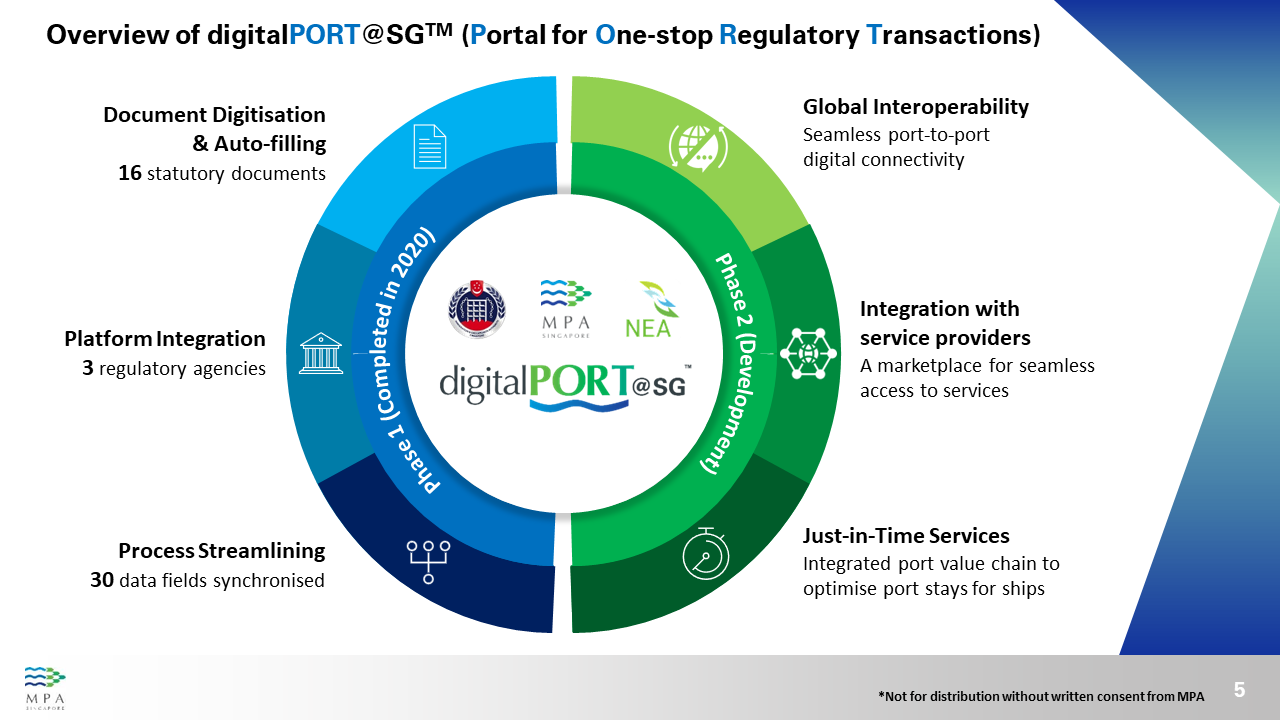 Overview of digitalPORT@SG™ (Portal for One-stop Regulatory Transactions)
Document Digitisation
& Auto-filling
16 statutory documents
Platform Integration
3 regulatory agencies
Process Streamlining
30 data fields synchronised
Phase 1 (Completed in 2020)
MPA
SINGAPORE
NEA
digitalPORT@SG™
Phase 2 (Development)
Global Interoperability
Seamless port-to-port
digital connectivity
Integration with
service providers
A marketplace for seamless
access to services
Just-in-Time Services
Integrated port value chain to
optimise port stays for ships
MPA
SINGAPORE
*Not for distribution without written consent from MPA
5